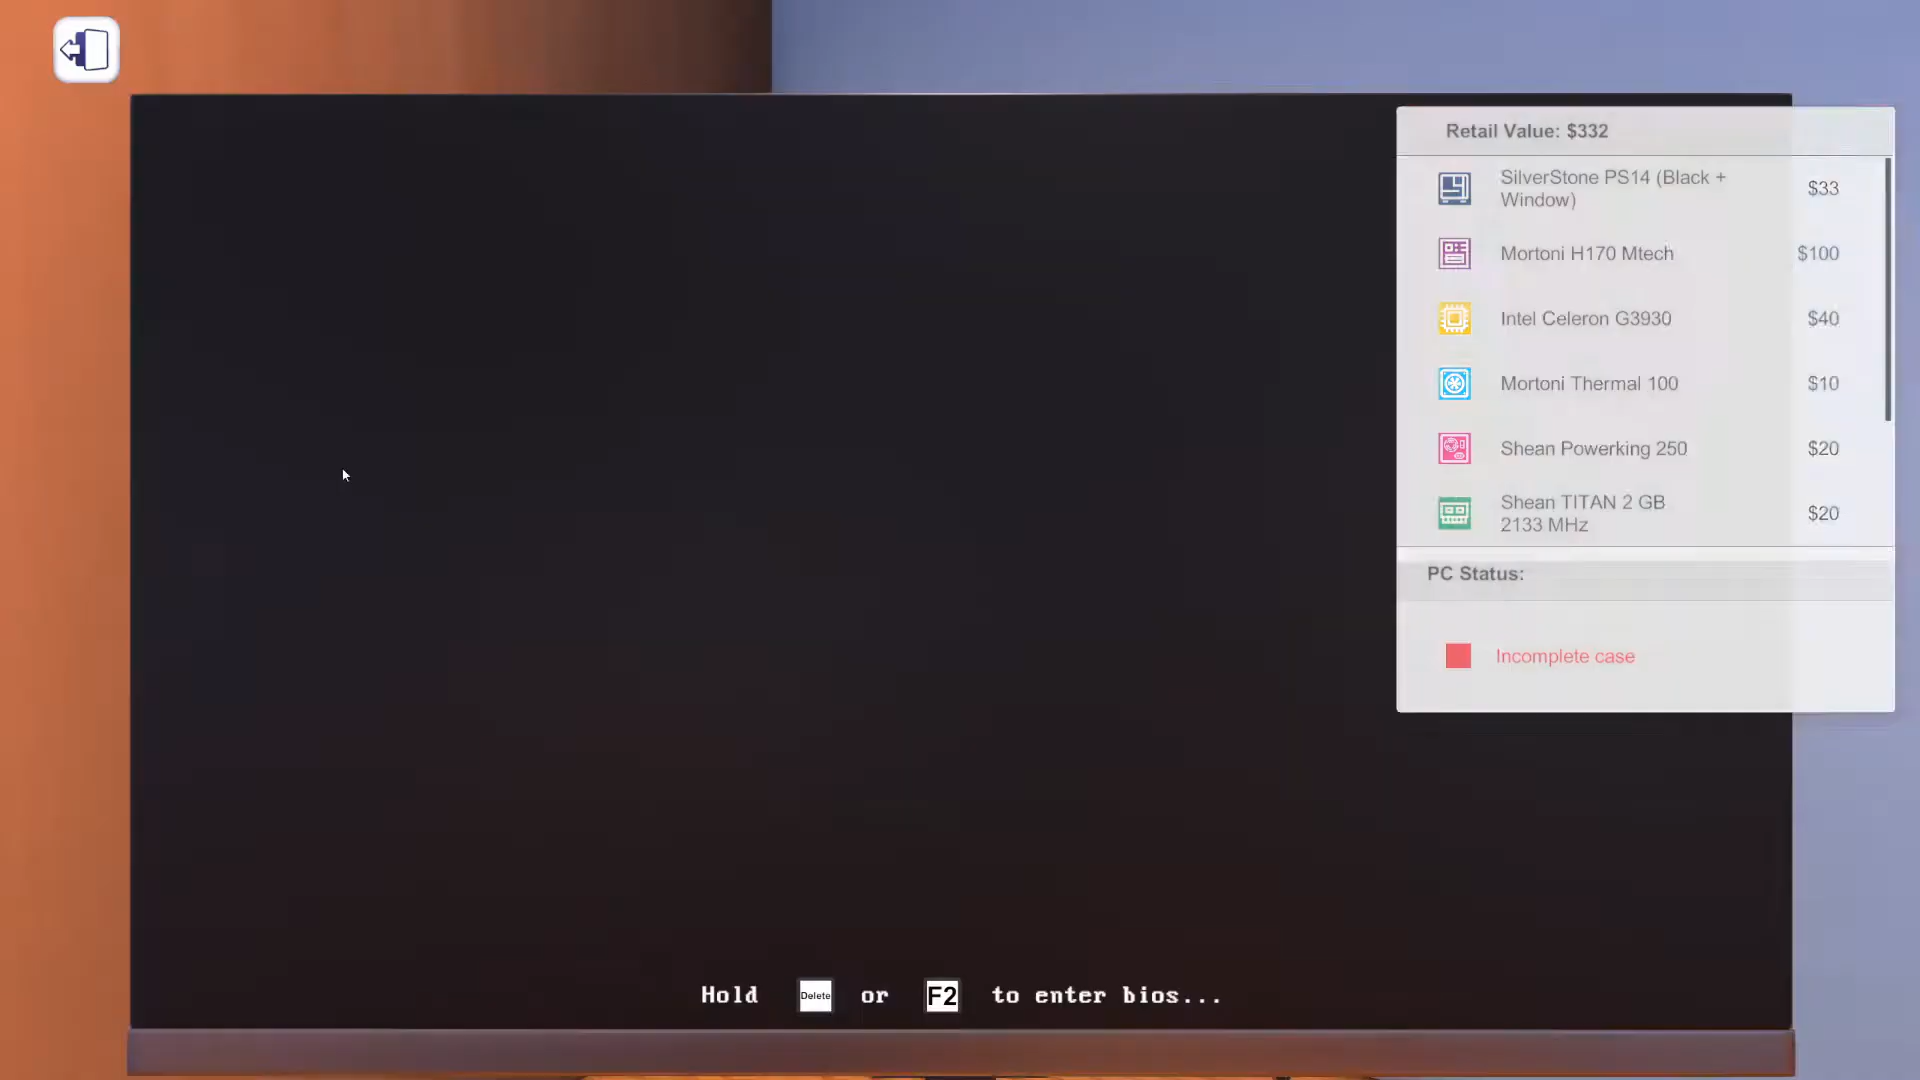 Retail Value: $332
SilverStone PS14 (Black +
Window)
$33
Mortoni H170 Mtech
$100
Intel Celeron G3930
$40
Mortoni Thermal 100
$10
Shean Powerking 250
$20
Shean TITAN 2 GB
2133 MHz
$20
PC Status:
Incomplete case
Hold Delete or F2 to enter bios...